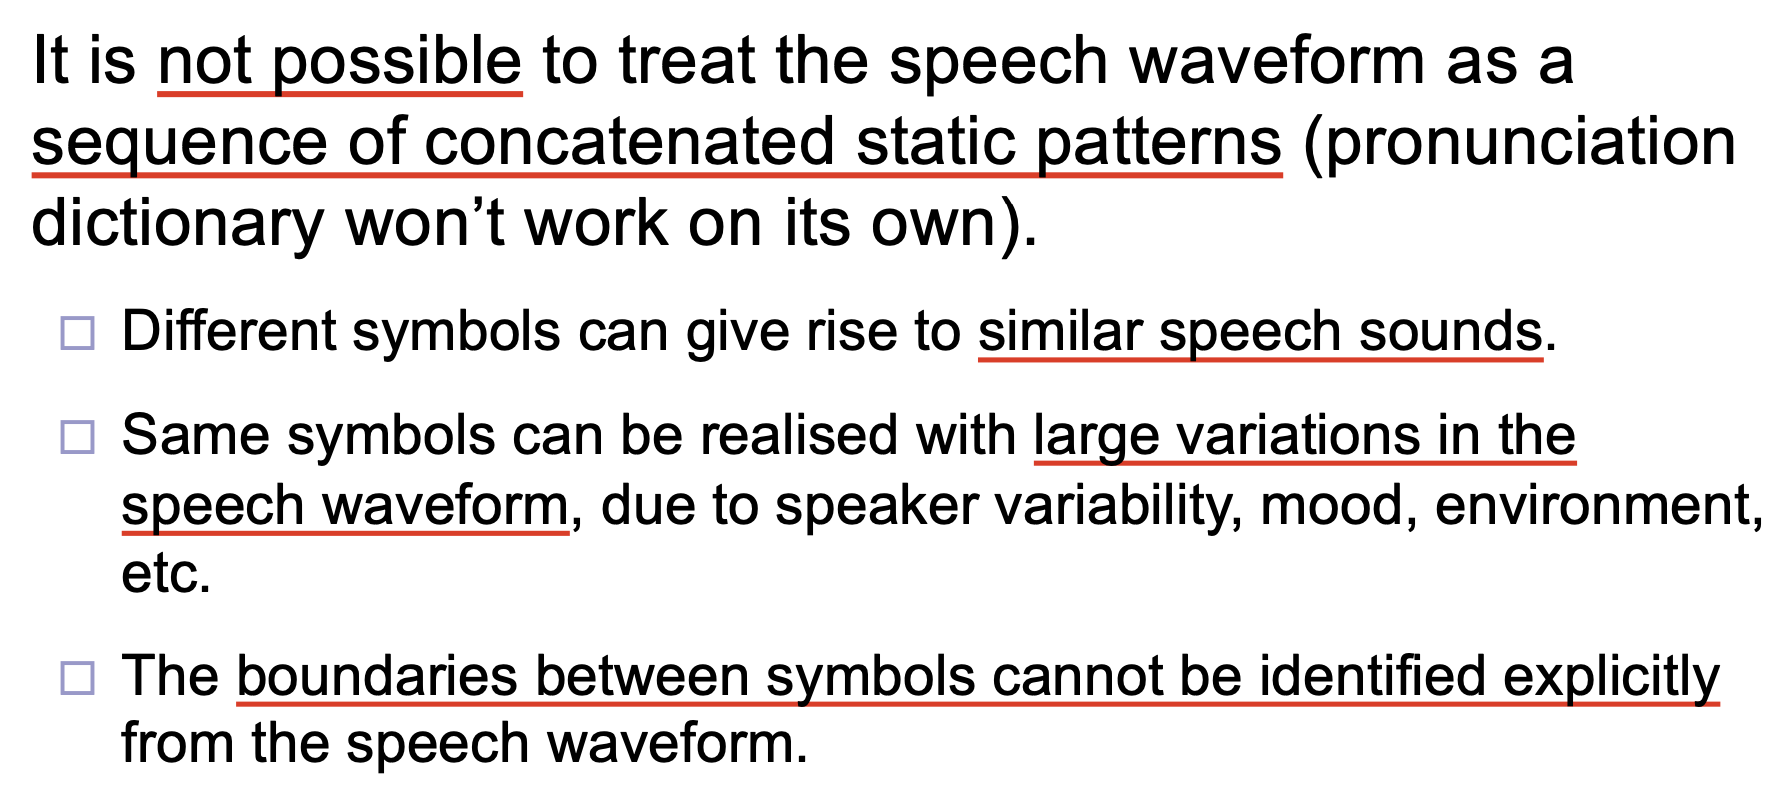 It is not possible to treat the speech waveform as a
sequence of concatenated static patterns (pronunciation
dictionary won’t work on its own).
Different symbols can give rise to similar speech sounds.
Same symbols can be realised with large variations in the
speech waveform, due to speaker variability, mood, environment,
etc.
The boundaries between symbols cannot be identified explicitly
from the speech waveform.